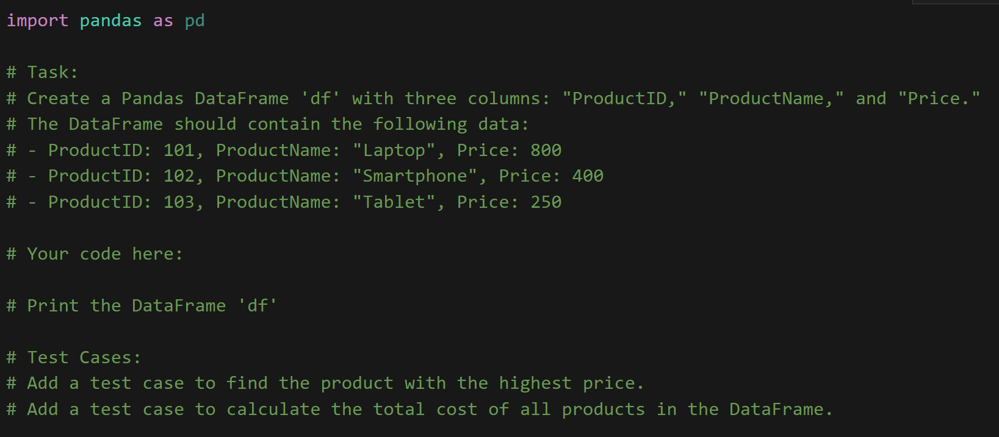 import pandas as pd
# Task:
# Create a Pandas DataFrame 'df' with three columns: "ProductID," "ProductName," and "Price."
# The DataFrame should contain the following data:
# - ProductID: 101, ProductName: "Laptop", Price: 800
# - ProductID: 102, ProductName: "Smartphone", Price: 400
# - ProductID: 103, ProductName: "Tablet", Price: 250
# Your code here:
# Print the DataFrame 'df'
# Test Cases:
# Add a test case to find the product with the highest price.
# Add a test case to calculate the total cost of all products in the DataFrame.